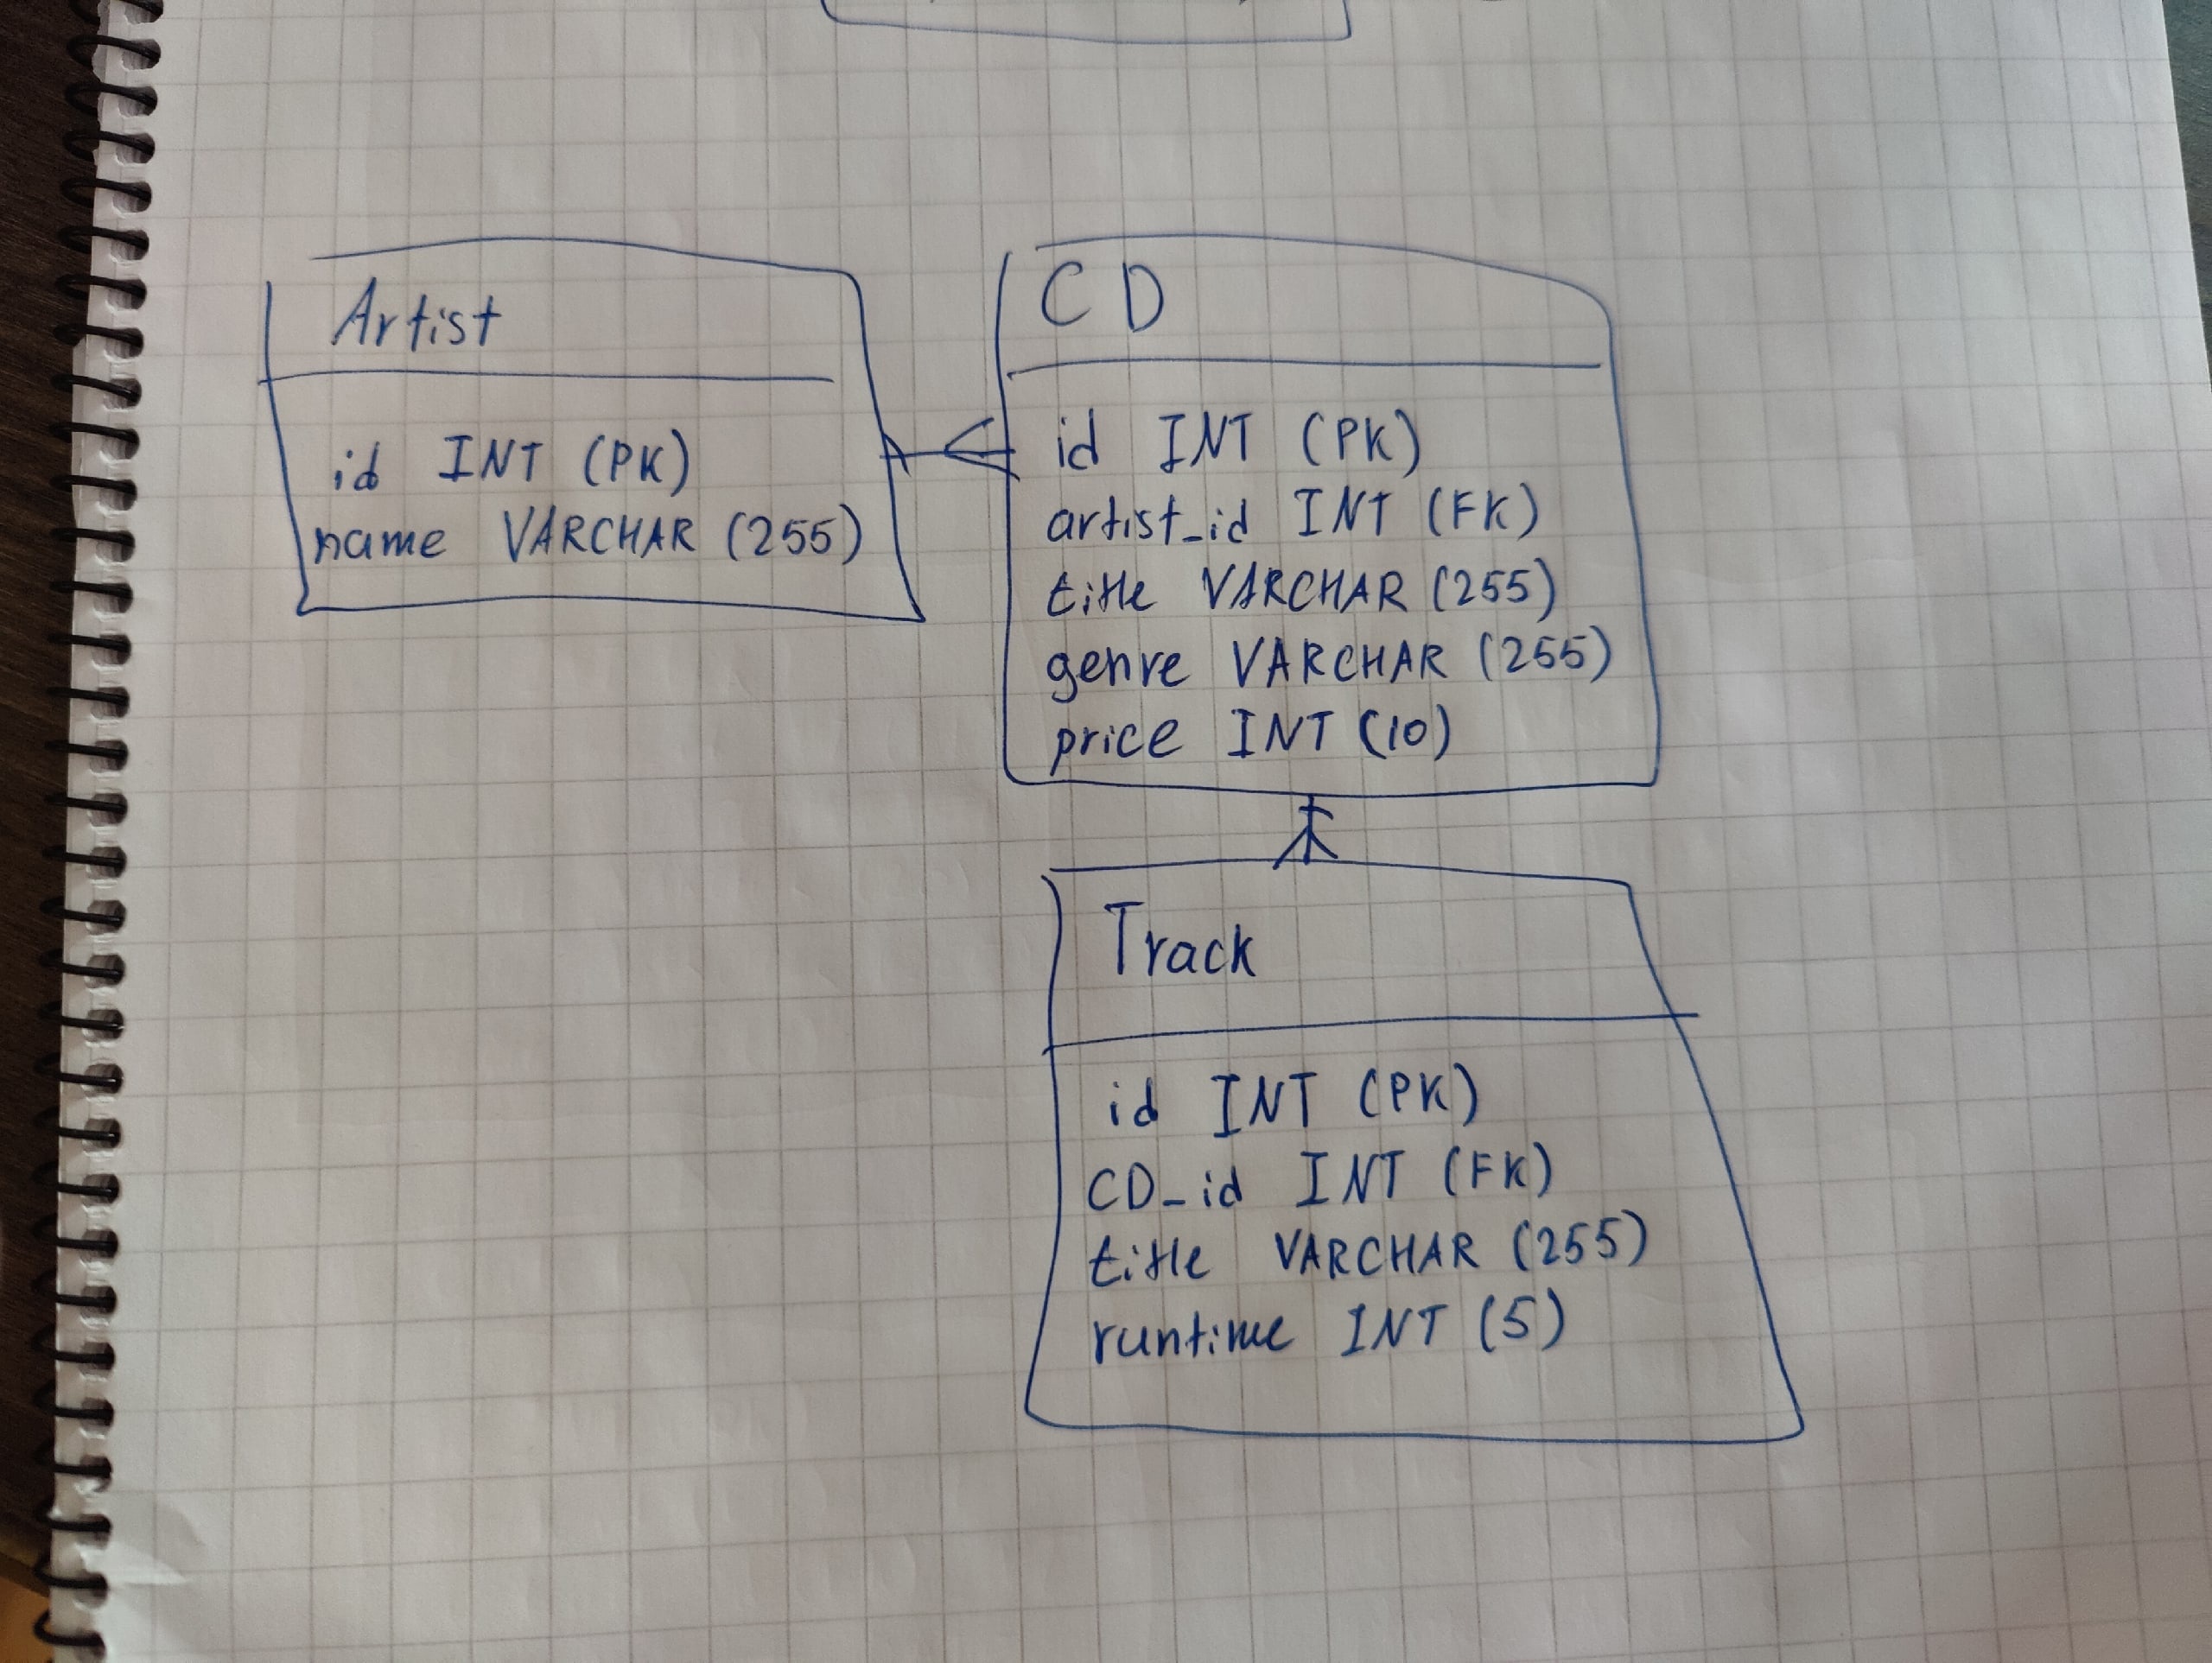 Artist
id INT (PK)
name VARCHAR (255)
CD
id INT (PK)
artist_id INT (FK)
title VARCHAR (255)
genre VARCHAR (255)
price INT (10)
Track
id INT (PK)
CD_id INT (FK)
title VARCHAR (255)
runtime INT (5)